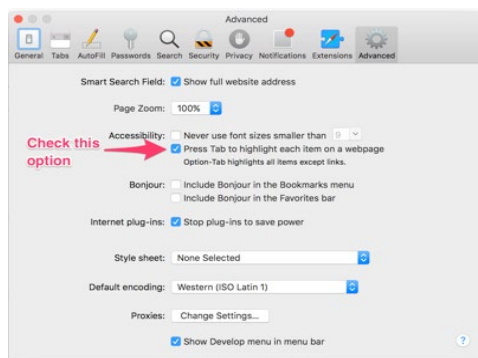 Advanced
General Tabs AutoFill Passwords Search Security Privacy Notifications Extensions Advanced
Smart Search Field: Show full website address
Page Zoom: 100%
Accessibility: Never use font sizes smaller than 9
Check this option
Press Tab to highlight each item on a webpage
Option-Tab highlights all items except links.
Bonjour: Include Bonjour in the Bookmarks menu
Include Bonjour in the Favorites bar
Internet plug-ins: Stop plug-ins to save power
Style sheet: None Selected
Default encoding: Western (ISO Latin 1)
Proxies: Change Settings...
Show Develop menu in menu bar
?